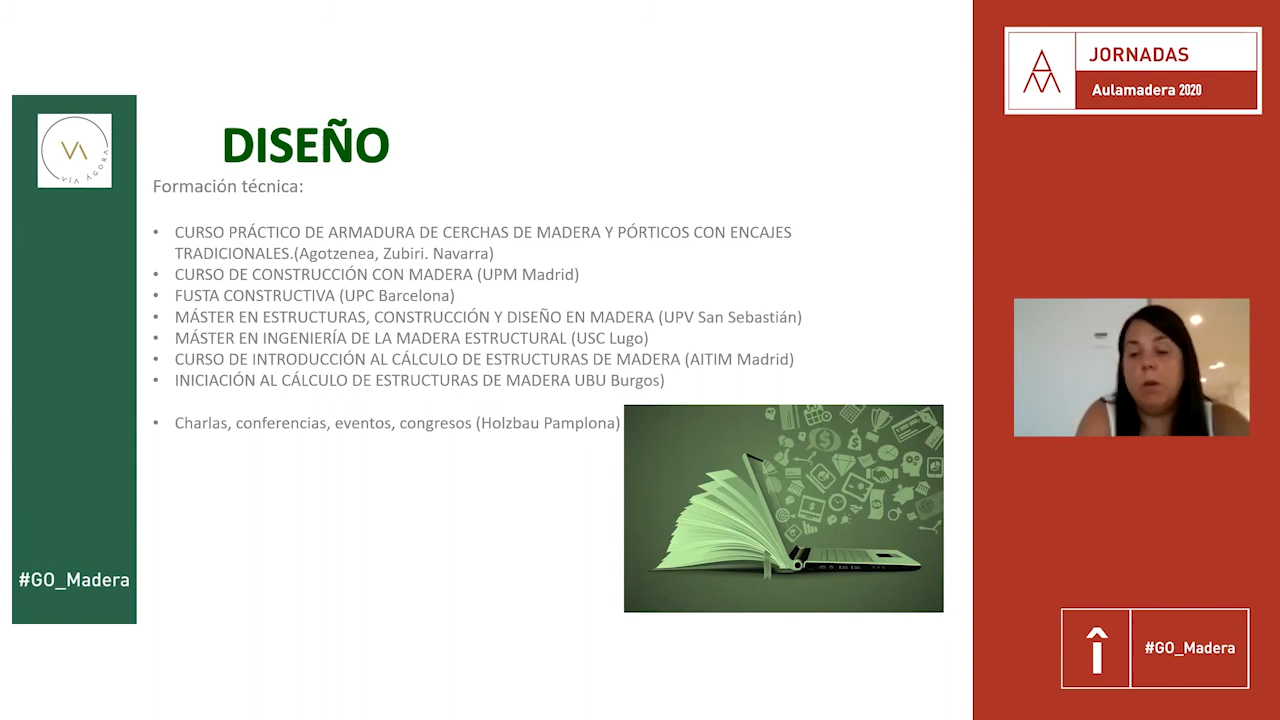 VIA ÁGORA
DISEÑO
Formación técnica:
• CURSO PRÁCTICO DE ARMADURA DE CERCHAS DE MADERA Y PÓRTICOS CON ENCAJES
TRADICIONALES.(Agotzenea, Zubiri. Navarra)
• CURSO DE CONSTRUCCIÓN CON MADERA (UPM Madrid)
• FUSTA CONSTRUCTIVA (UPC Barcelona)
• MÁSTER EN ESTRUCTURAS, CONSTRUCCIÓN Y DISEÑO EN MADERA (UPV San Sebastián)
• MÁSTER EN INGENIERÍA DE LA MADERA ESTRUCTURAL (USC Lugo)
• CURSO DE INTRODUCCIÓN AL CÁLCULO DE ESTRUCTURAS DE MADERA (AITIM Madrid)
• INICIACIÓN AL CÁLCULO DE ESTRUCTURAS DE MADERA UBU Burgos)
• Charlas, conferencias, eventos, congresos (Holzbau Pamplona)
#GO_Madera
JORNADAS
Aulamadera 2020
#GO_Madera